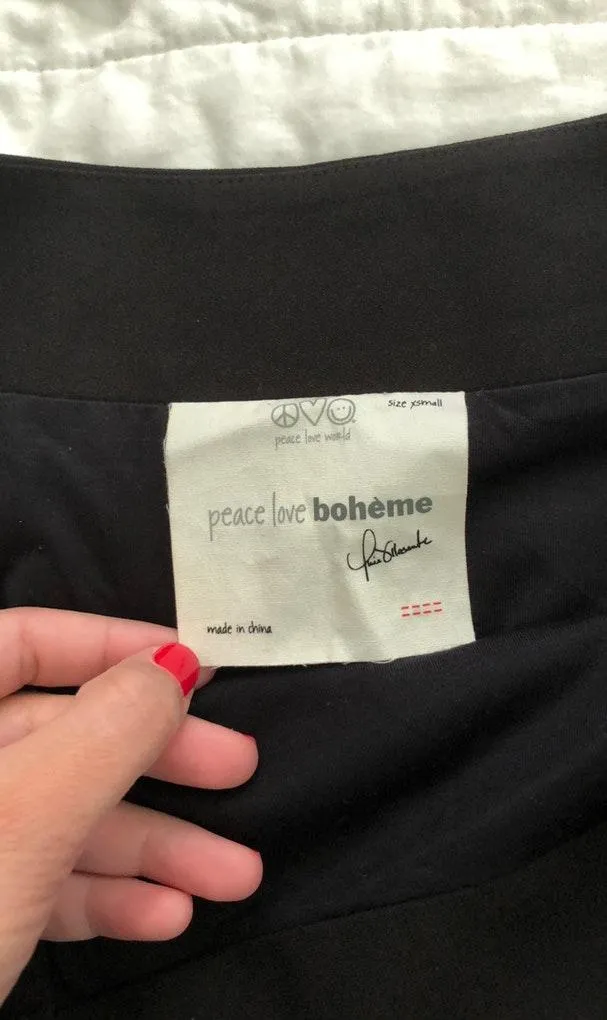 size xsmall
peace love world
peace love bohème
made in china